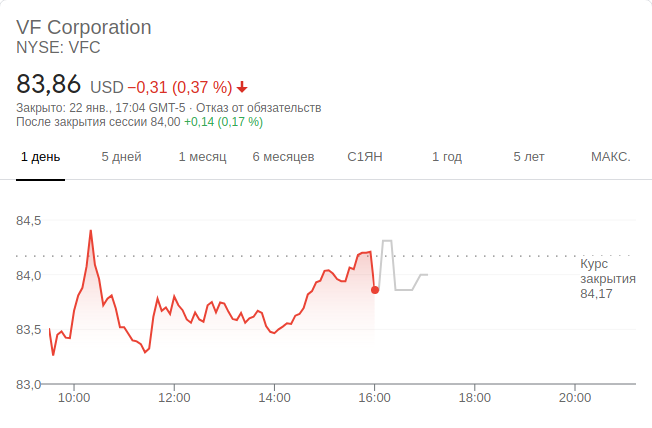 VF Corporation
NYSE: VFC
83,86 USD −0,31 (0,37 %)
Закрыто: 22 янв., 17:04 GMT-5 · Отказ от обязательств
После закрытия сессии 84,00 +0,14 (0,17 %)
1 день 5 дней 1 месяц 6 месяцев С1ЯН 1 год 5 лет МАКС.
84,5
84,0
83,5
83,0
Курс
закрытия
84,17
10:00 12:00 14:00 16:00 18:00 20:00